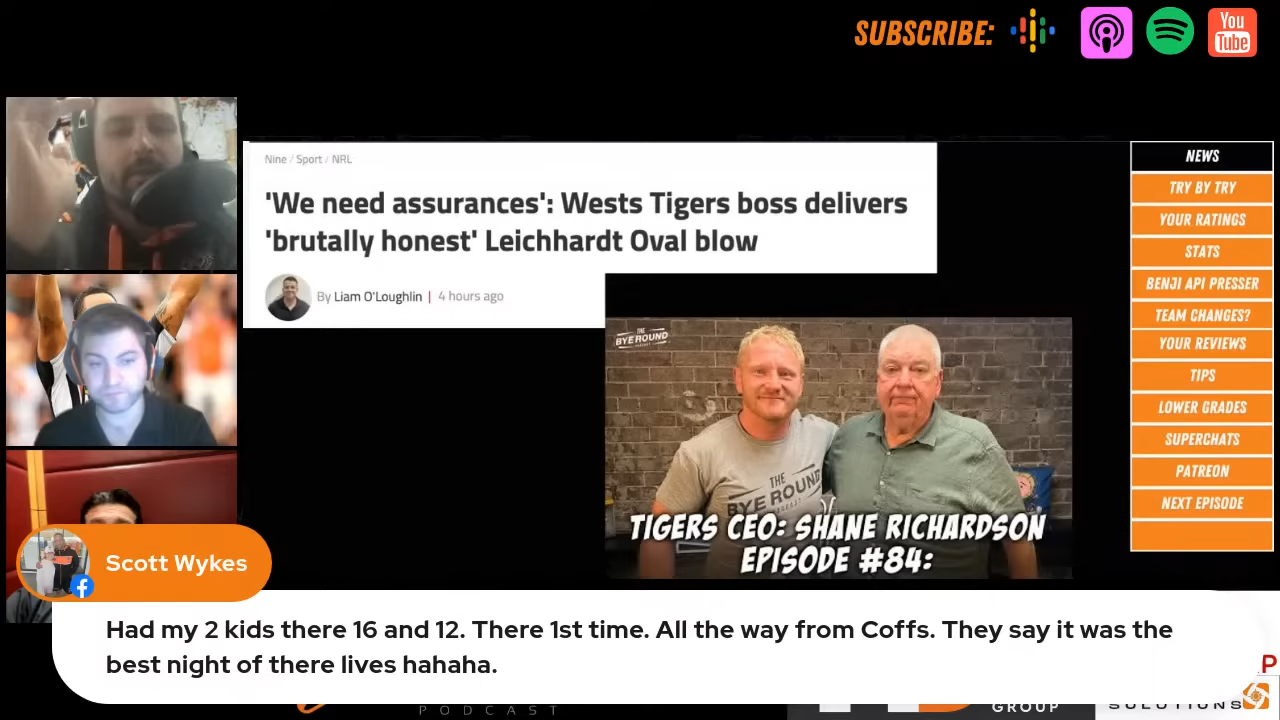 SUBSCRIBE:
You
Tube
Nine / Sport / NRL
'We need assurances': Wests Tigers boss delivers
'brutally honest' Leichhardt Oval blow
By Liam O'Loughlin | 4 hours ago
NEWS
TRY BY TRY
YOUR RATINGS
STATS
BENJI API PRESSER
TEAM CHANGES?
YOUR REVIEWS
TIPS
LOWER GRADES
SUPERCHATS
PATREON
NEXT EPISODE
THE
BYE ROUND
PODCAST
THE
BYE ROUND
TIGERS CEO: SHANE RICHARDSON
EPISODE #84:
Scott Wykes
Had my 2 kids there 16 and 12. There 1st time. All the way from Coffs. They say it was the
best night of there lives hahaha.
P
PODCAST
GROUP
SOLUTIONS